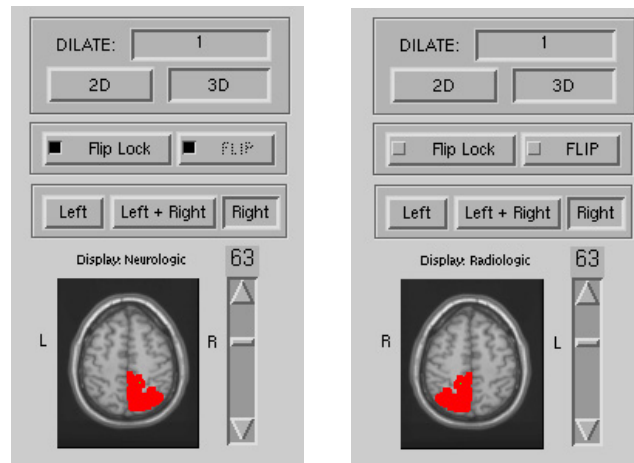 DILATE: 1
2D 3D
Flip Lock FLIP
Left Left + Right Right
Display: Neurologic 63
L R
DILATE: 1
2D 3D
Flip Lock FLIP
Left Left + Right Right
Display: Radiologic 63
R L